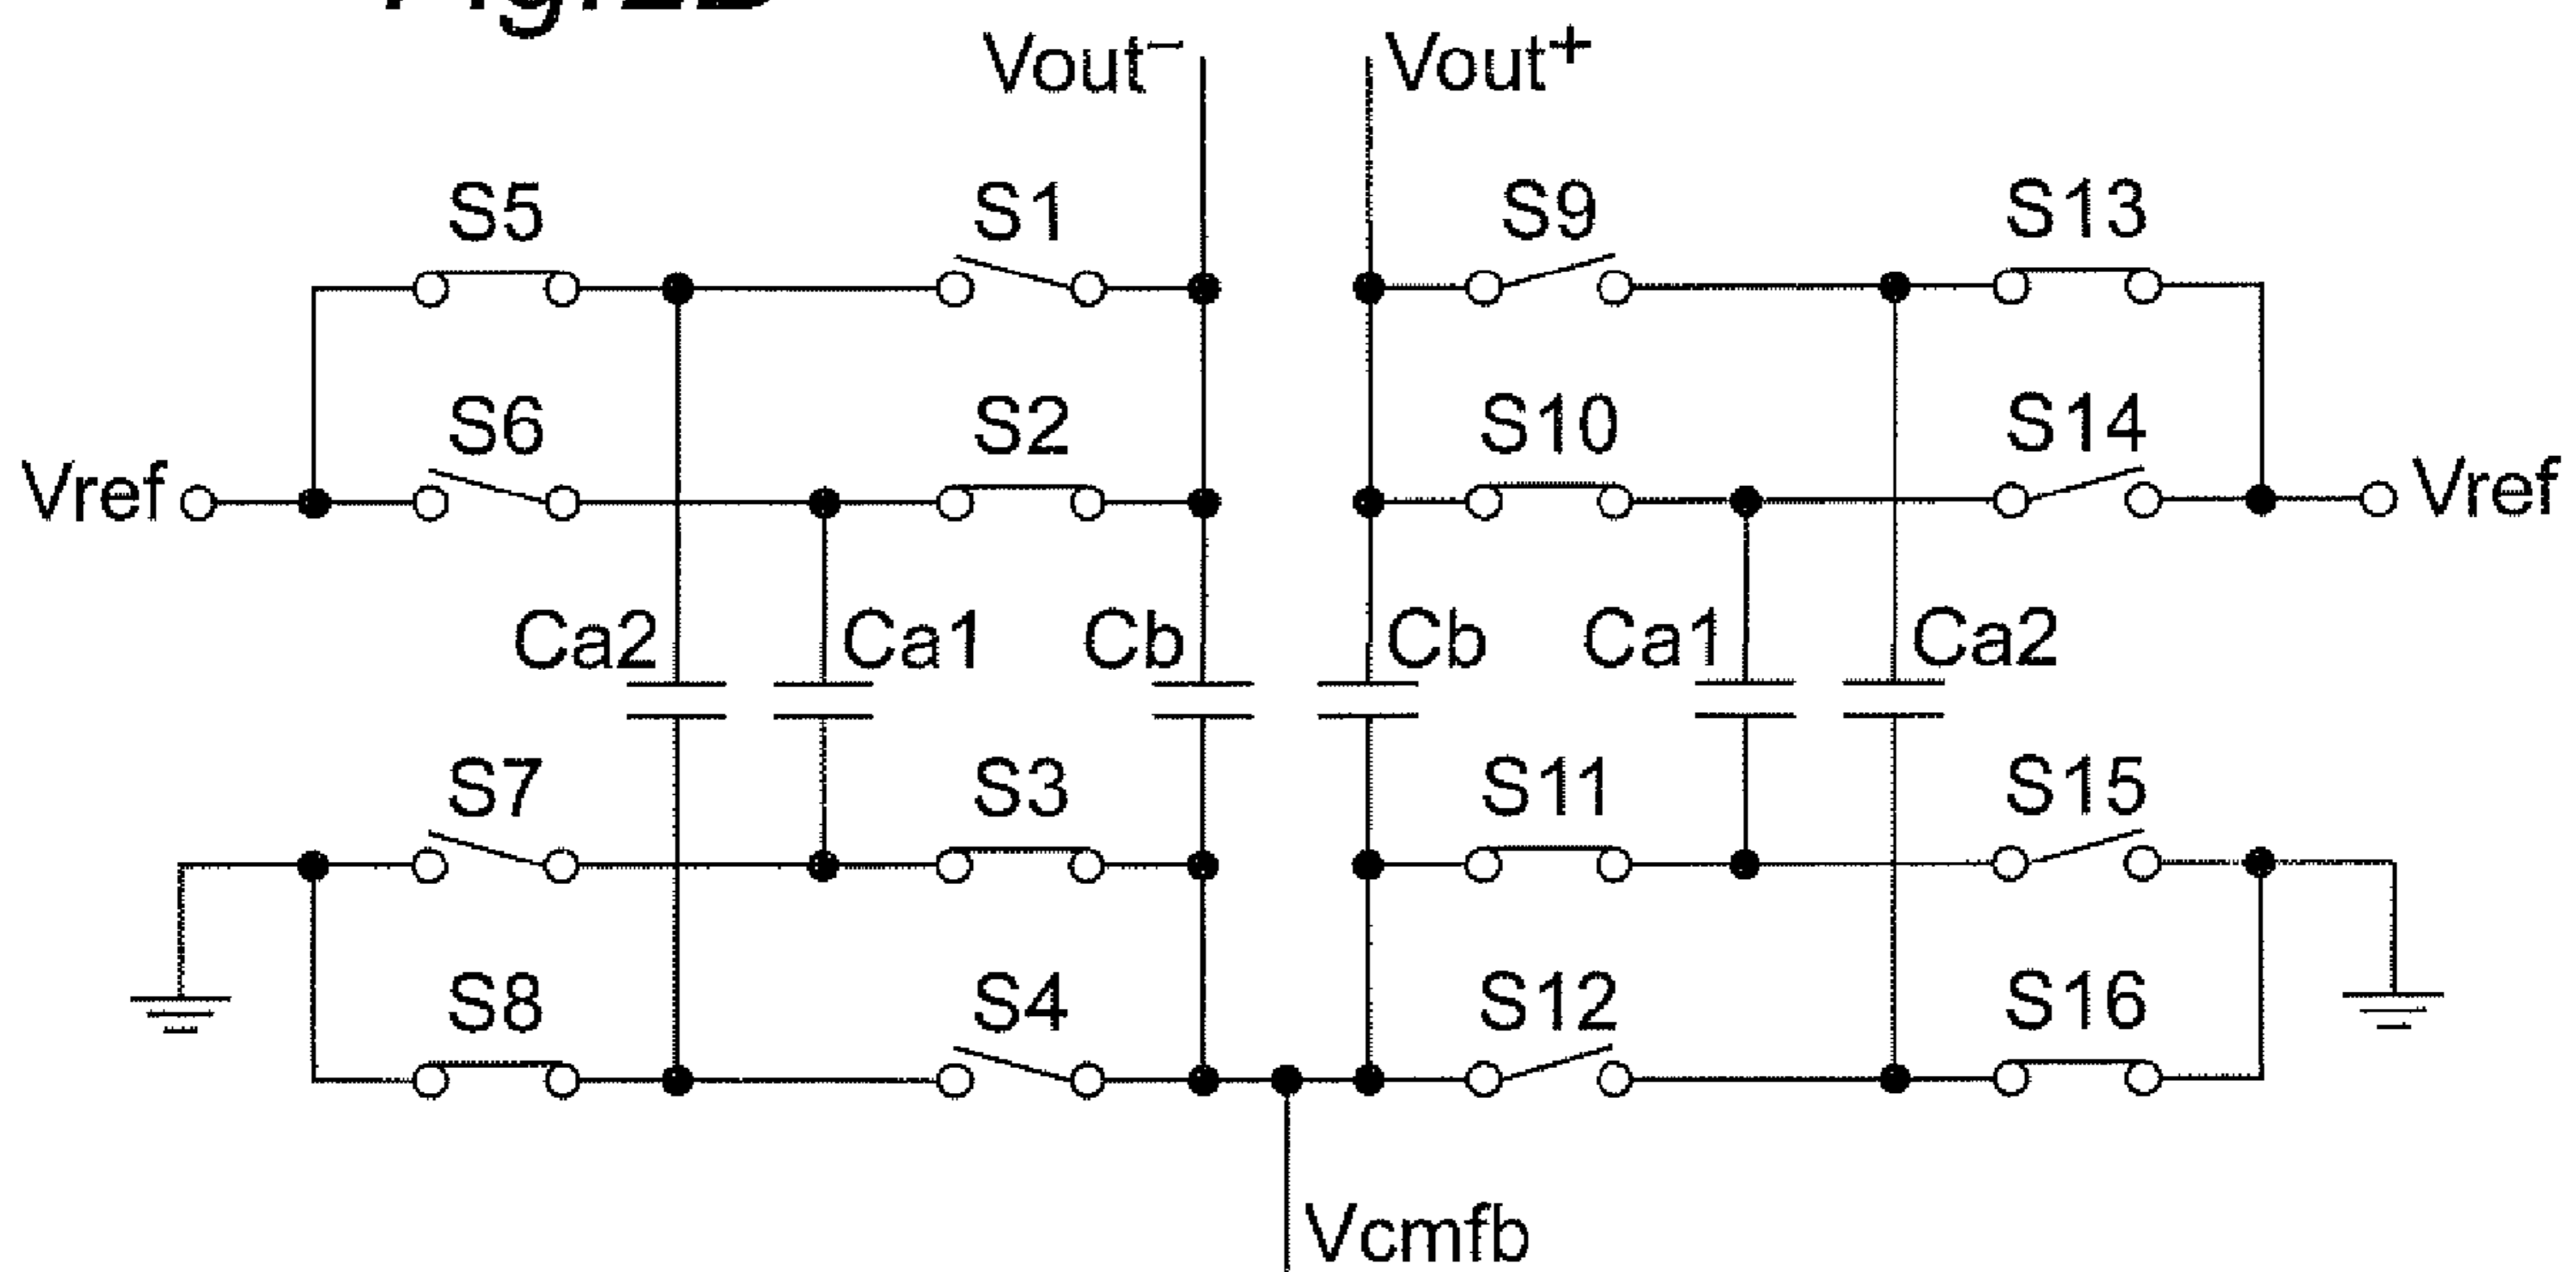 Vout− Vout+
S5 S1 S9 S13
S6 S2 S10 S14
Vref Vref
Ca2 Ca1 Cb Cb Ca1 Ca2
S7 S3 S11 S15
S8 S4 S12 S16
Vcmfb